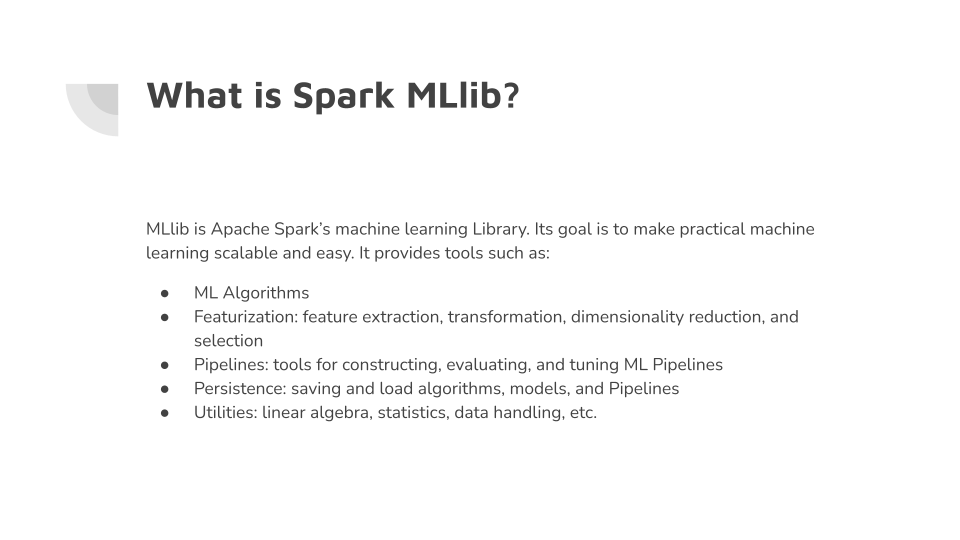 What is Spark MLlib?
MLlib is Apache Spark’s machine learning Library. Its goal is to make practical machine
learning scalable and easy. It provides tools such as:
● ML Algorithms
● Featurization: feature extraction, transformation, dimensionality reduction, and
selection
● Pipelines: tools for constructing, evaluating, and tuning ML Pipelines
● Persistence: saving and load algorithms, models, and Pipelines
● Utilities: linear algebra, statistics, data handling, etc.